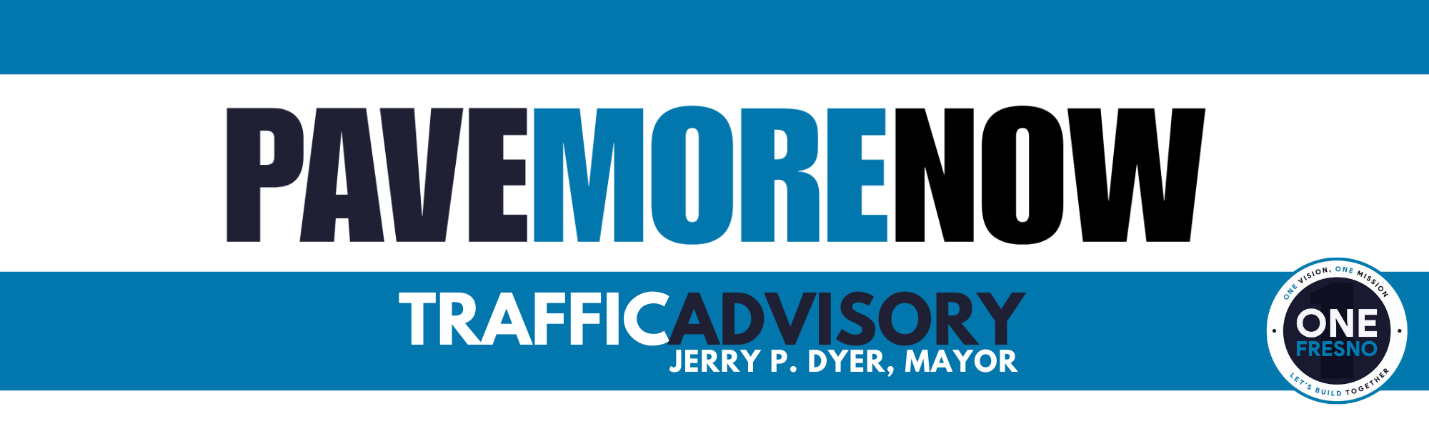 PAVEMORENOW
TRAFFICADVISORY
JERRY P. DYER, MAYOR
ONE VISION, ONE MISSION
ONE
FRESNO
LET'S BUILD TOGETHER